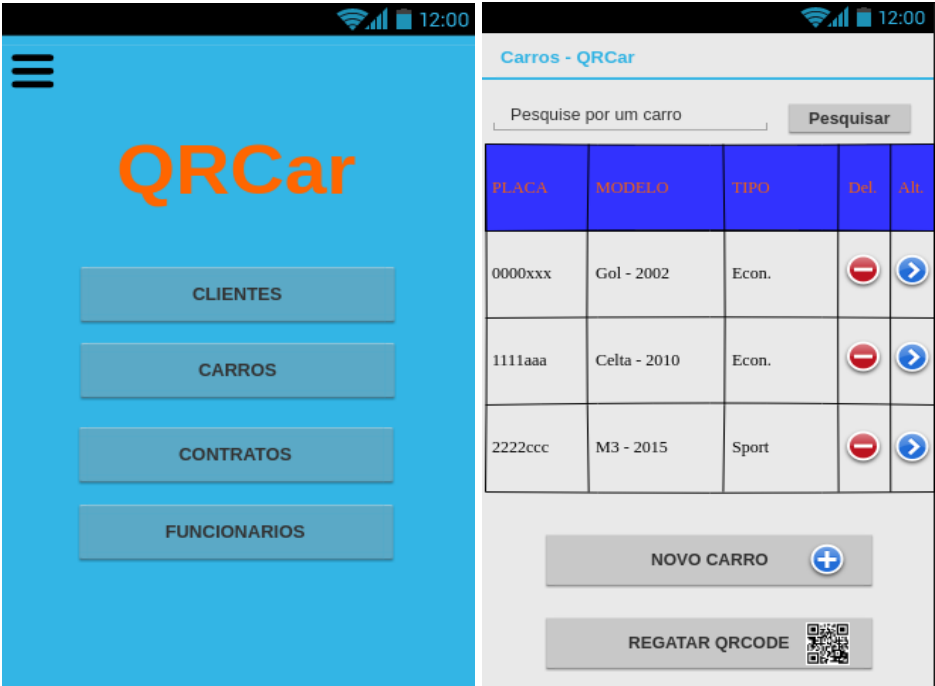 12:00
QRCar
CLIENTES
CARROS
CONTRATOS
FUNCIONARIOS
12:00
Carros - QRCar
Pesquise por um carro Pesquisar
PLACA MODELO TIPO Del. Alt.
0000xxx Gol - 2002 Econ.
1111aaa Celta - 2010 Econ.
2222ccc M3 - 2015 Sport
NOVO CARRO
REGATAR QRCODE